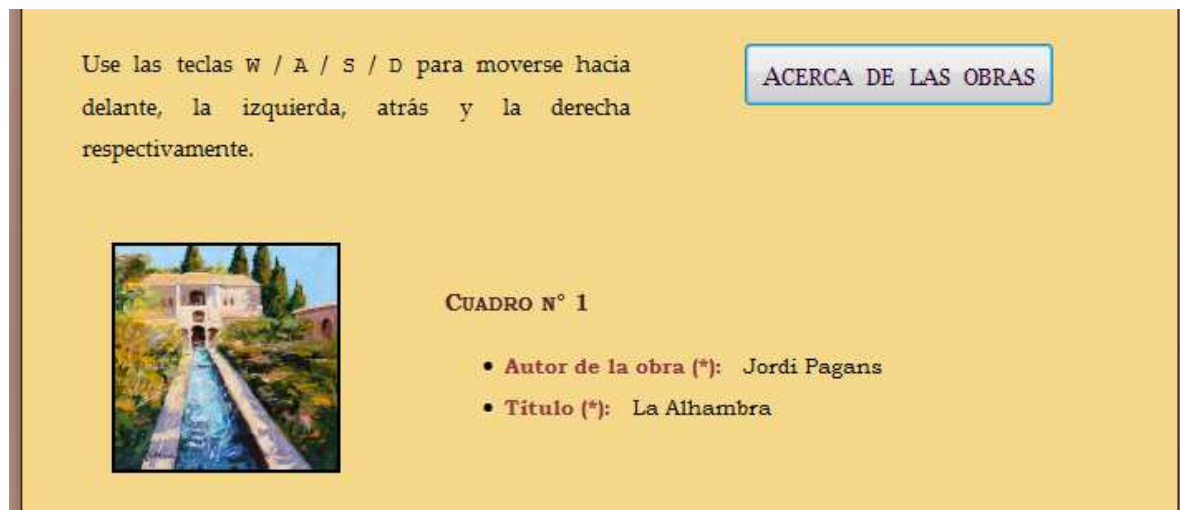 Use las teclas W / A / S / D para moverse hacia
delante, la izquierda, atrás y la derecha
respectivamente.
ACERCA DE LAS OBRAS
CUADRO Nº 1
• Autor de la obra (*): Jordi Pagans
• Título (*): La Alhambra